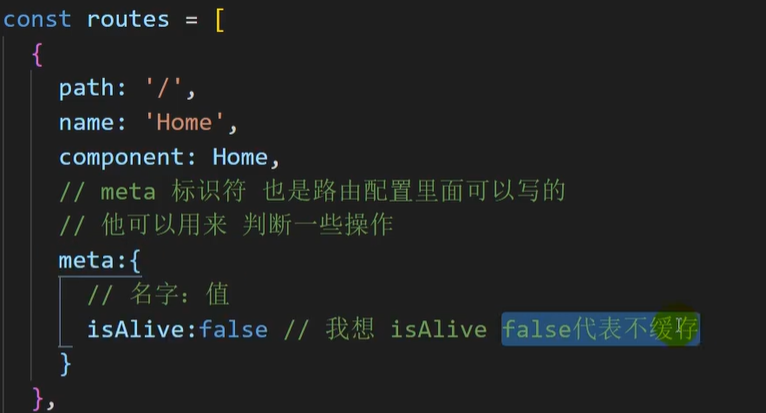 const routes = [
{
path: '/',
name: 'Home',
component: Home,
// meta 标识符 也是路由配置里面可以写的
// 他可以用来 判断一些操作
meta:{
// 名字: 值
isAlive:false // 我想 isAlive false代表不缓存
}
},